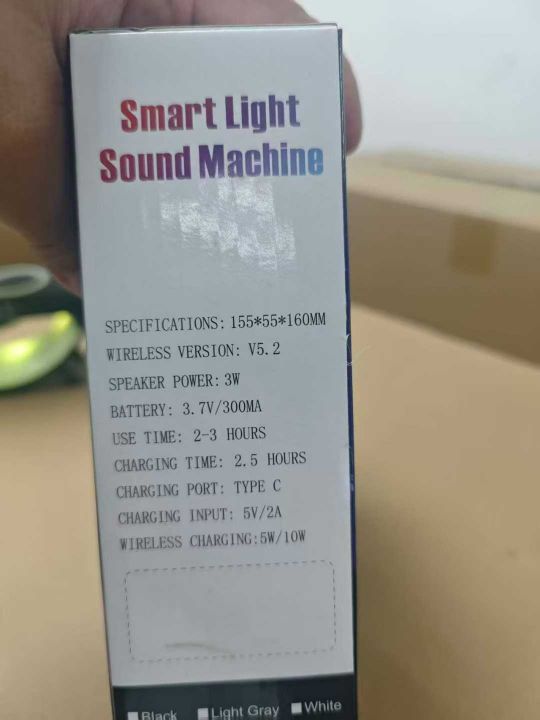 Smart Light
Sound Machine
SPECIFICATIONS: 155*55*160MM
WIRELESS VERSION: V5.2
SPEAKER POWER: 3W
BATTERY: 3.7V/300MA
USE TIME: 2-3 HOURS
CHARGING TIME: 2.5 HOURS
CHARGING PORT: TYPE C
CHARGING INPUT: 5V/2A
WIRELESS CHARGING:5W/10W
Black Light Gray White